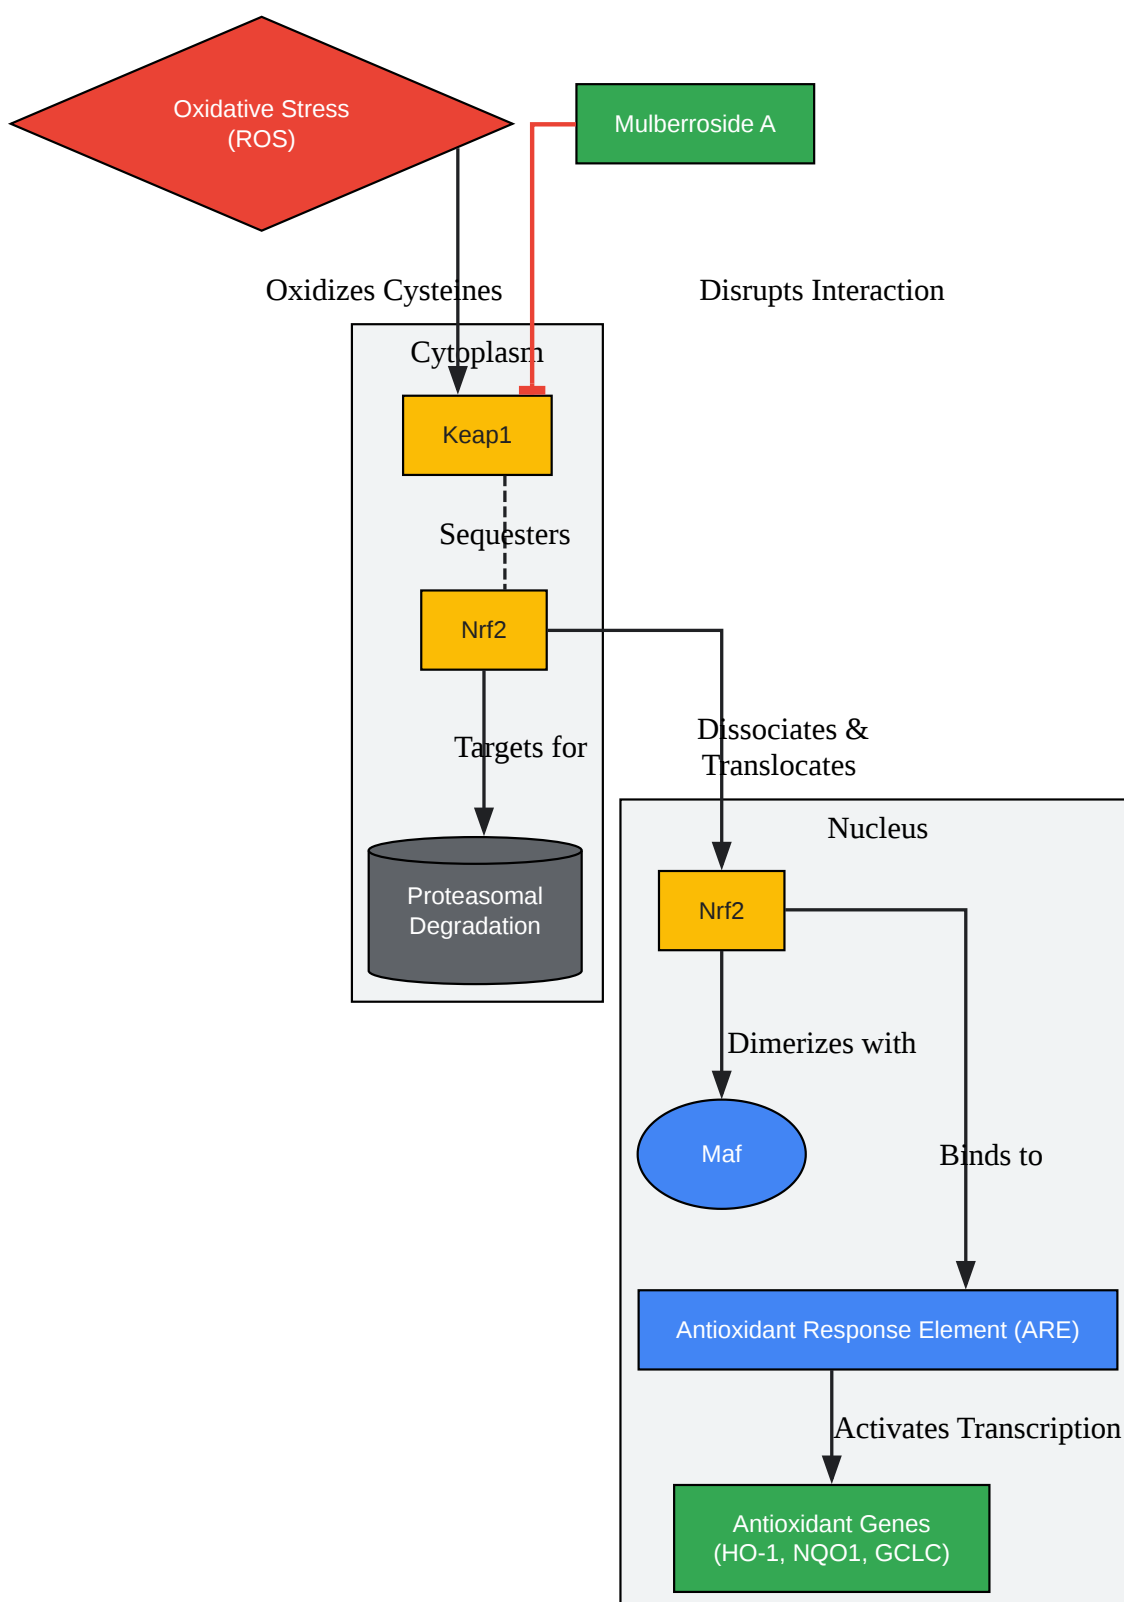 Oxidative Stress
(ROS)
Mulberroside A
Oxidizes Cysteines
Disrupts Interaction
Cytoplasm
Keap1
Sequesters
Nrf2
Targets for
Dissociates &
Translocates
Nucleus
Proteasomal
Degradation
Nrf2
Dimerizes with
Maf
Binds to
Antioxidant Response Element (ARE)
Activates Transcription
Antioxidant Genes
(HO-1, NQO1, GCLC)